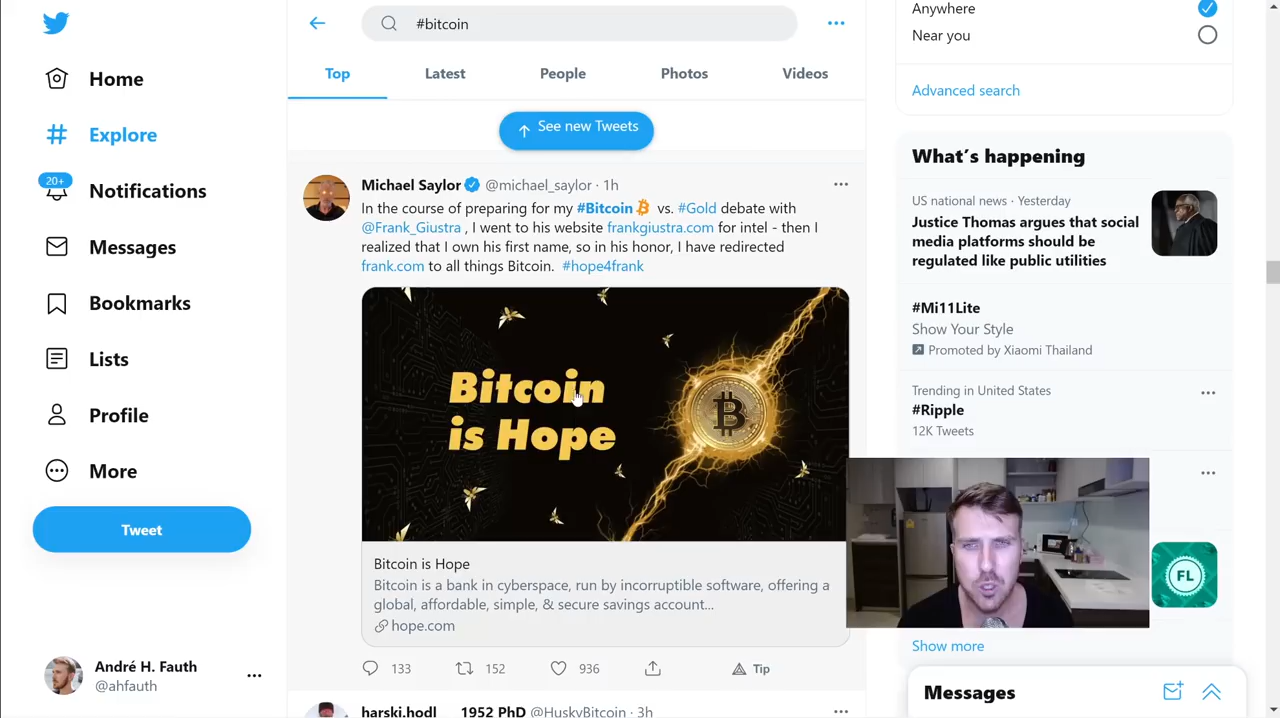 Home
Explore
20+
Notifications
Messages
Bookmarks
Lists
Profile
More
Tweet
André H. Fauth
@ahfauth
#bitcoin
Top
Latest
People
Photos
Videos
See new Tweets
Michael Saylor @michael_saylor · 1h
In the course of preparing for my #Bitcoin vs. #Gold debate with
@Frank_Giustra , I went to his website frankgiustra.com for intel - then I
realized that I own his first name, so in his honor, I have redirected
frank.com to all things Bitcoin. #hope4frank
Bitcoin
is Hope
Bitcoin is Hope
Bitcoin is a bank in cyberspace, run by incorruptible software, offering a
global, affordable, simple, & secure savings account...
hope.com
133
152
936
Tip
harski.hodl 1952 PhD @HuskyBitcoin · 3h
Anywhere
Near you
Advanced search
What's happening
US national news · Yesterday
Justice Thomas argues that social
media platforms should be
regulated like public utilities
#Mi11Lite
Show Your Style
Promoted by Xiaomi Thailand
Trending in United States
#Ripple
12K Tweets
FL
Show more
Messages